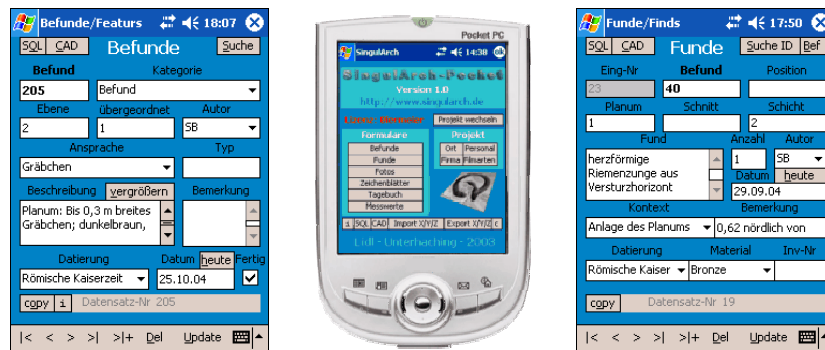 Befunde/Featurs 18:07
SQL CAD Befunde Suche
Befund Kategorie
205 Befund
Ebene übergeordnet Autor
2 1 SB
Ansprache Typ
Gräbchen
Beschreibung vergrößern Bemerkung
Planum: Bis 0,
3 m breites
Gräbchen; dunkelbraun,
Datierung Datum heute Fertig
Römische Kaiserzeit 25.10.04
copy i Datensatz-Nr 205
|< < > >| >|+ Del Update
Pocket PC
SingulArch 14:38 ok
SingulArch-Pocket
Version 1.0
http://www.singularch.de
Projekt wechseln
Formulare Projekt
Befunde Ort Personal
Funde Firma Filmarten
Fotos
Zeichenblätter
Tagebuch
Messwerte
i SQL CAD Import X/Y/Z Export X/Y/Z c
Lidl - Unterhaching - 2003
Funde/Finds 17:50
SQL CAD Funde Suche ID Bef
Eing-Nr Befund Position
23 40
Planum Schnitt Schicht
1 2
Fund Anzahl Autor
herzförmige 1 SB
Riemenzunge aus Datum heute
Versturzhorizont 29.09.04
Kontext Bemerkung
Anlage des Planums 0,62 nördlich von
Datierung Material Inv-Nr
Römische Kaiser Bronze
copy Datensatz-Nr 19
|< < > >| >|+ Del Update